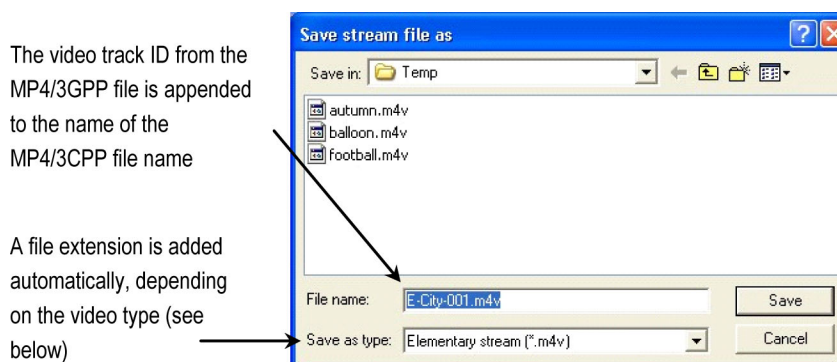 The video track ID from the
MP4/3GPP file is appended
to the name of the
MP4/3CPP file name
A file extension is added
automatically, depending
on the video type (see
below)
Save stream file as
Save in: Temp
autumn.m4v
balloon.m4v
football.m4v
File name: E-City-001.m4v Save
Save as type: Elementary stream (*.m4v) Cancel